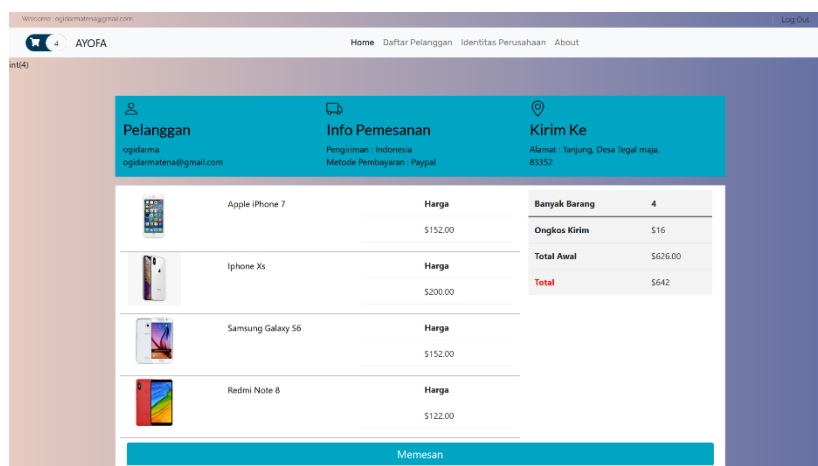 Welcome : ogidarmatena@gmail.com
Log Out
4 AYOFA Home Daftar Pelanggan Identitas Perusahaan About
int(4)
Pelanggan
ogidarma
ogidarmatena@gmail.com
Info Pemesanan
Pengiriman : Indonesia
Metode Pembayaran : Paypal
Kirim Ke
Alamat : Tanjung, Desa Tegal maja,
83352
Apple iPhone 7 Harga
$152.00
Iphone Xs Harga
$200.00
Samsung Galaxy S6 Harga
$152.00
Redmi Note 8 Harga
$122.00
Banyak Barang 4
Ongkos Kirim $16
Total Awal $626.00
Total $642
Memesan